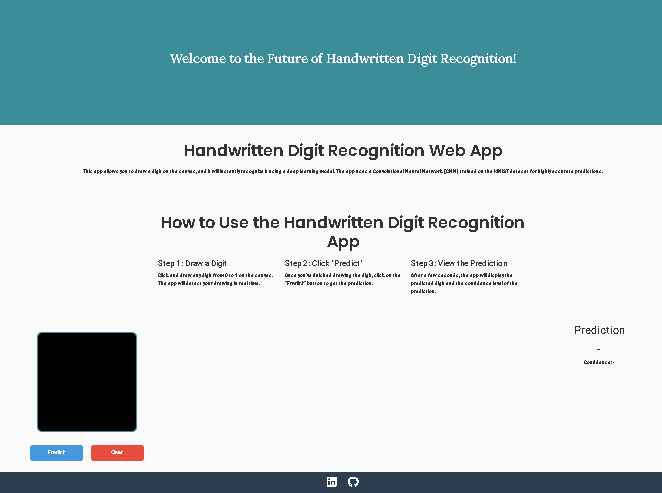 Welcome to the Future of Handwritten Digit Recognition!
Handwritten Digit Recognition Web App
This app allows you to draw a digit on the canvas, and it will instantly recognize it using a deep learning model. The app uses a Convolutional Neural Network (CNN) trained on the MNIST dataset for highly accurate predictions.
How to Use the Handwritten Digit Recognition
App
Step 1: Draw a Digit
Click and draw any digit from 0 to 9 on the canvas.
The app will detect your drawing in real time.
Step 2: Click "Predict"
Once you've finished drawing the digit, click on the
"Predict" button to get the prediction.
Step 3: View the Prediction
After a few seconds, the app will display the
predicted digit and the confidence level of the
prediction.
Prediction
-
Confidence: -
Predict
Clear